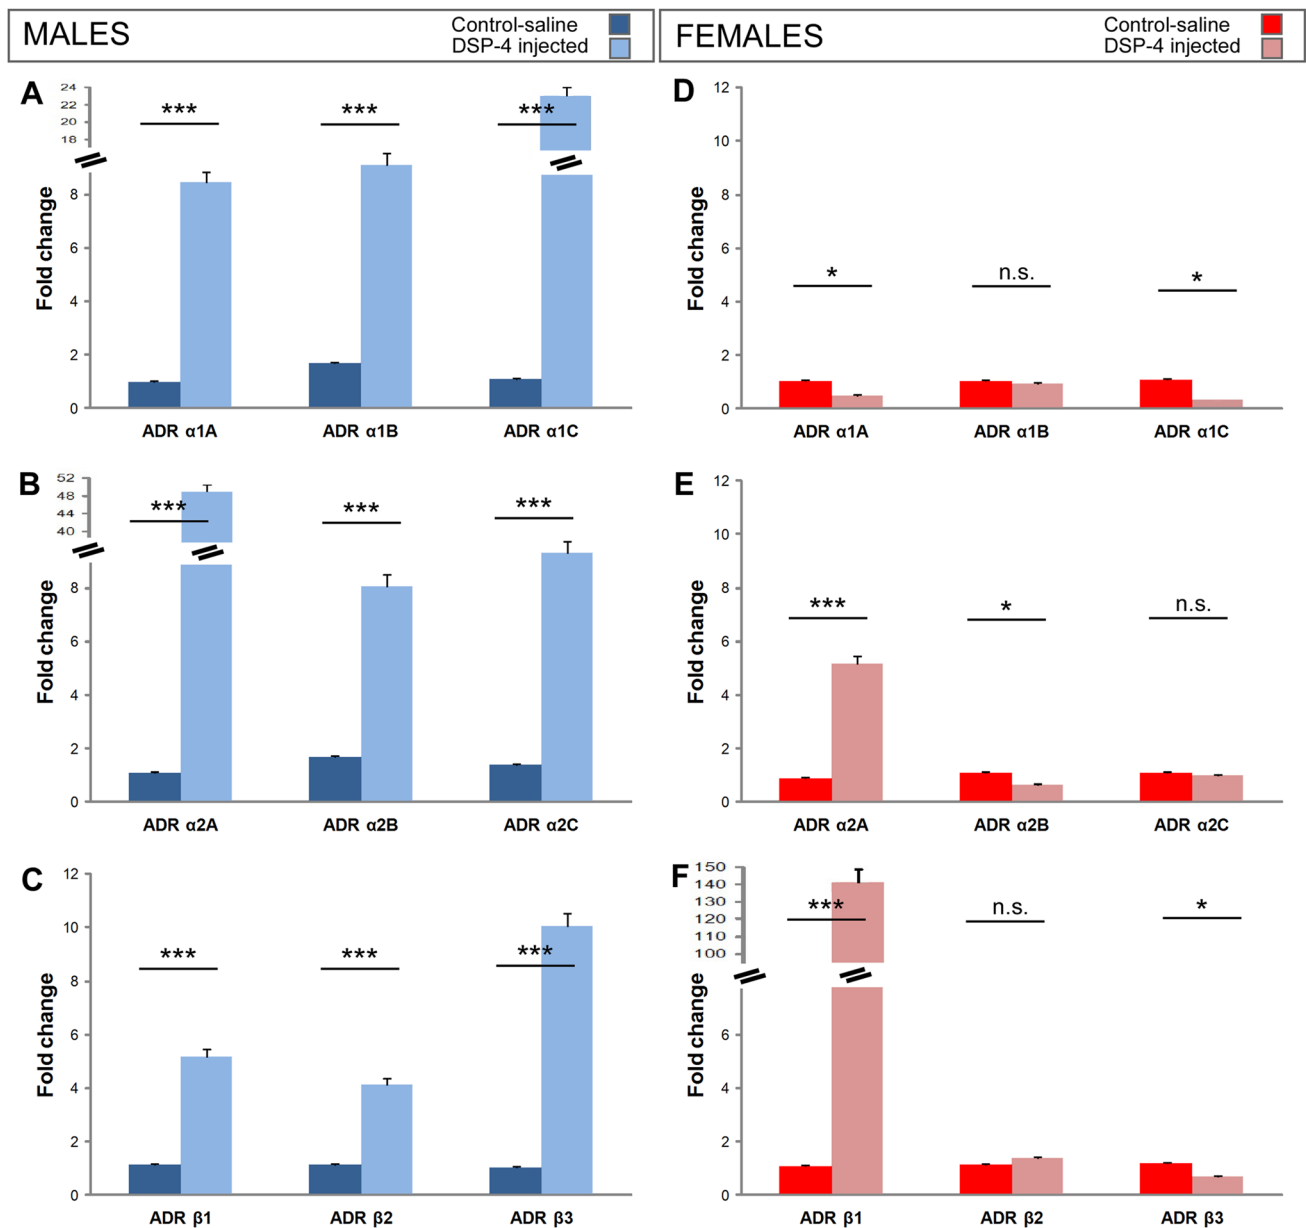 MALES
Control-saline
DSP-4 injected
FEMALES
Control-saline
DSP-4 injected
A
24
22
20
18
8
6
4
2
0
Fold change
***
***
***
ADR α1A
ADR α1B
ADR α1C
D
12
10
8
6
4
2
0
Fold change
*
n.s.
*
ADR α1A
ADR α1B
ADR α1C
B
52
48
44
40
8
6
4
2
0
Fold change
***
***
***
ADR α2A
ADR α2B
ADR α2C
E
12
10
8
6
4
2
0
Fold change
***
*
n.s.
ADR α2A
ADR α2B
ADR α2C
C
12
10
8
6
4
2
0
Fold change
***
***
***
ADR β1
ADR β2
ADR β3
F
150
140
130
120
110
100
6
4
2
0
Fold change
***
n.s.
*
ADR β1
ADR β2
ADR β3